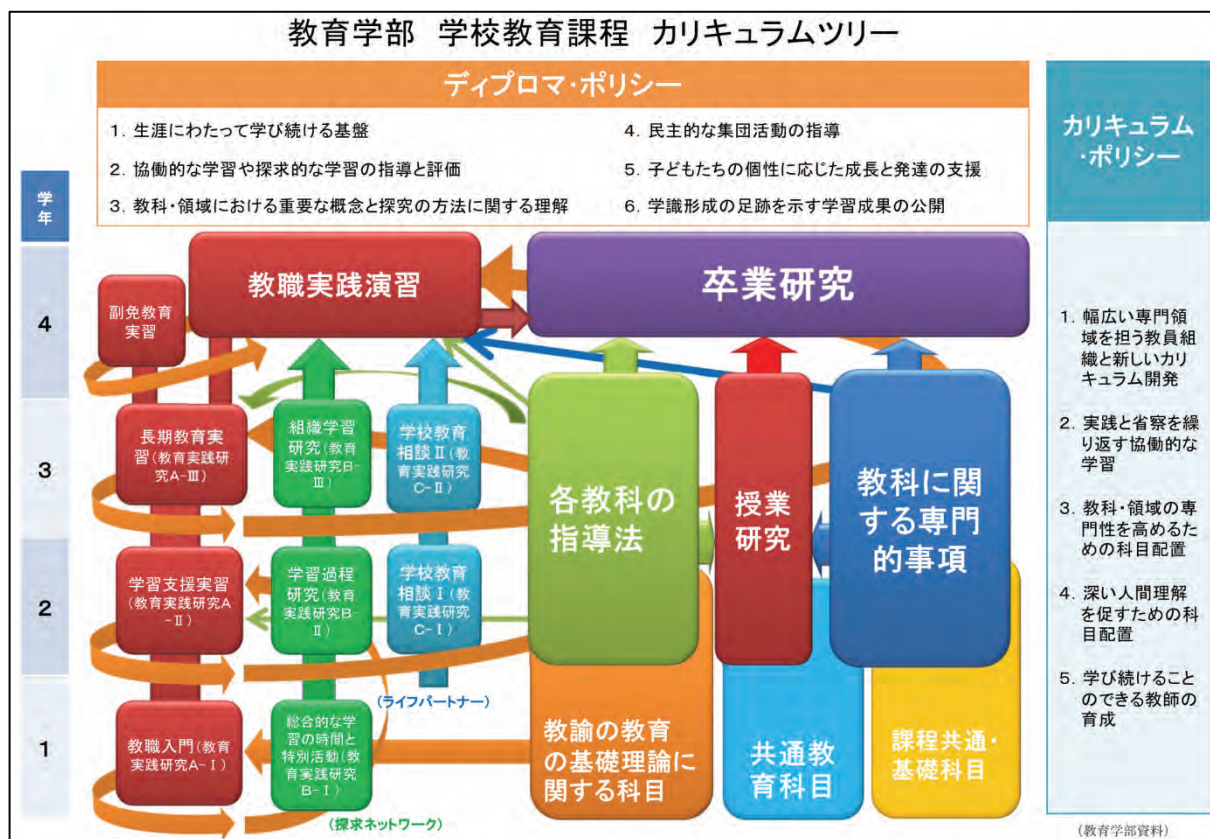 教育学部 学校教育課程 カリキュラムツリー
ディプロマ・ポリシー
1. 生涯にわたって学び続ける基盤
2. 協働的な学習や探求的な学習の指導と評価
3. 教科・領域における重要な概念と探究の方法に関する理解
4. 民主的な集団活動の指導
5. 子どもたちの個性に応じた成長と発達の支援
6. 学識形成の足跡を示す学習成果の公開
カリキュラム
・ポリシー
1. 幅広い専門領
域を担う教員組
織と新しいカリ
キュラム開発
2. 実践と省察を繰
り返す協働的な
学習
3. 教科・領域の専
門性を高めるた
めの科目配置
4. 深い人間理解
を促すための科
目配置
5. 学び続けること
のできる教師の
育成
学
年
4
副免教育
実習
教職実践演習
卒業研究
3
長期教育実
習(教育実践研
究A-Ⅲ)
組織学習
研究(教育
実践研究B-
Ⅲ)
学校教育
相談Ⅱ(教
育実践研究
C-Ⅱ)
各教科の
指導法
授業
研究
教科に関
する専門
的事項
2
学習支援実習
(教育実践研究A
-Ⅱ)
学習過程
研究(教育
実践研究B-
Ⅱ)
学校教育
相談Ⅰ(教
育実践研究
C-Ⅰ)
(ライフパートナー)
1
教職入門(教育
実践研究A-Ⅰ)
総合的な学
習の時間と
特別活動(教
育実践研究
B-Ⅰ)
(探求ネットワーク)
教諭の教育
の基礎理論に
関する科目
共通教
育科目
課程共通・
基礎科目
(教育学部資料)